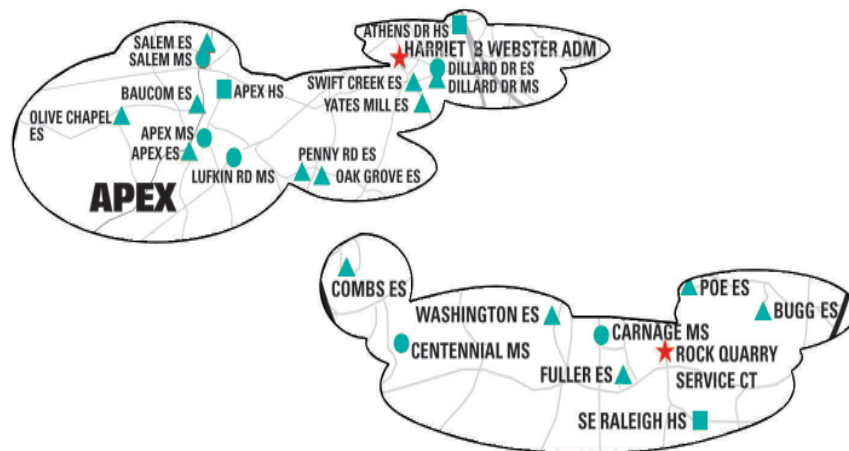 ATHENS DR HS
HARRIET B WEBSTER ADM
SALEM ES
SALEM MS
DILLARD DR ES
SWIFT CREEK ES
DILLARD DR MS
BAUCOM ES
APEX HS
YATES MILL ES
OLIVE CHAPEL
ES
APEX MS
APEX ES
PENNY RD ES
LUFKIN RD MS
OAK GROVE ES
APEX
COMBS ES
POE ES
WASHINGTON ES
BUGG ES
CARNAGE MS
CENTENNIAL MS
ROCK QUARRY
SERVICE CT
FULLER ES
SE RALEIGH HS